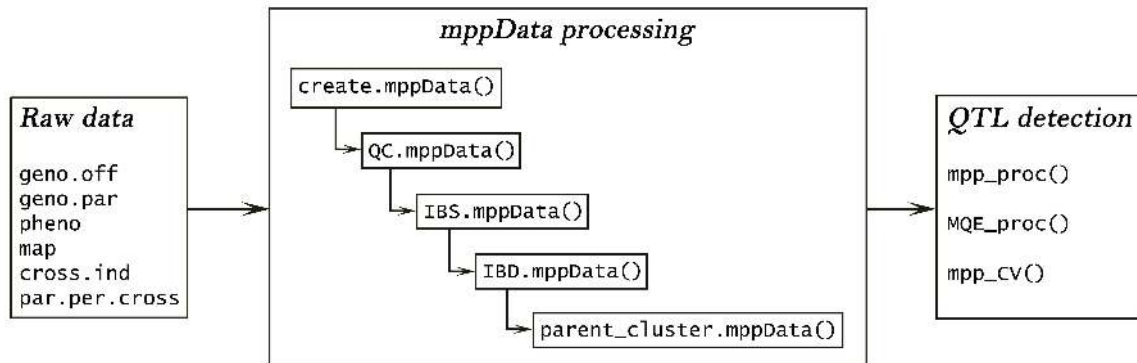 Raw data
geno.off
geno.par
pheno
map
cross.ind
par.per.cross
mppData processing
create.mppData()
QC.mppData()
IBS.mppData()
IBD.mppData()
parent_cluster.mppData()
QTL detection
mpp_proc()
MQE_proc()
mpp_CV()